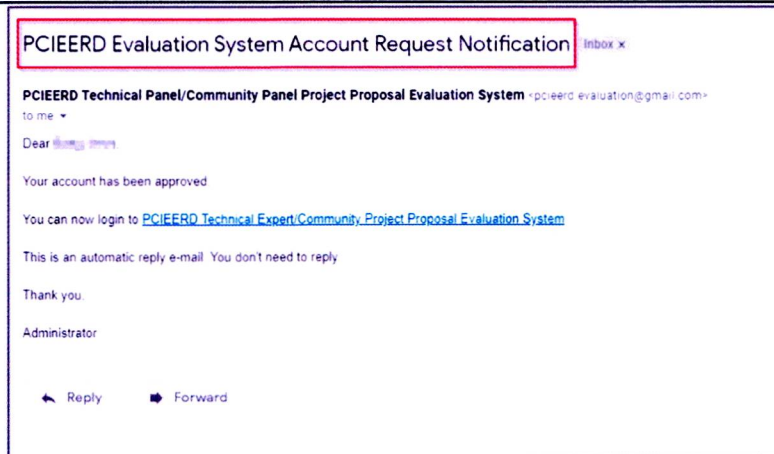 PCIEERD Evaluation System Account Request Notification Inbox x
PCIEERD Technical Panel/Community Panel Project Proposal Evaluation System <pcieerd.evaluation@gmail.com>
to me
Dear
Your account has been approved
You can now login to PCIEERD Technical Expert/Community Project Proposal Evaluation System
This is an automatic reply e-mail. You don't need to reply
Thank you.
Administrator
Reply Forward